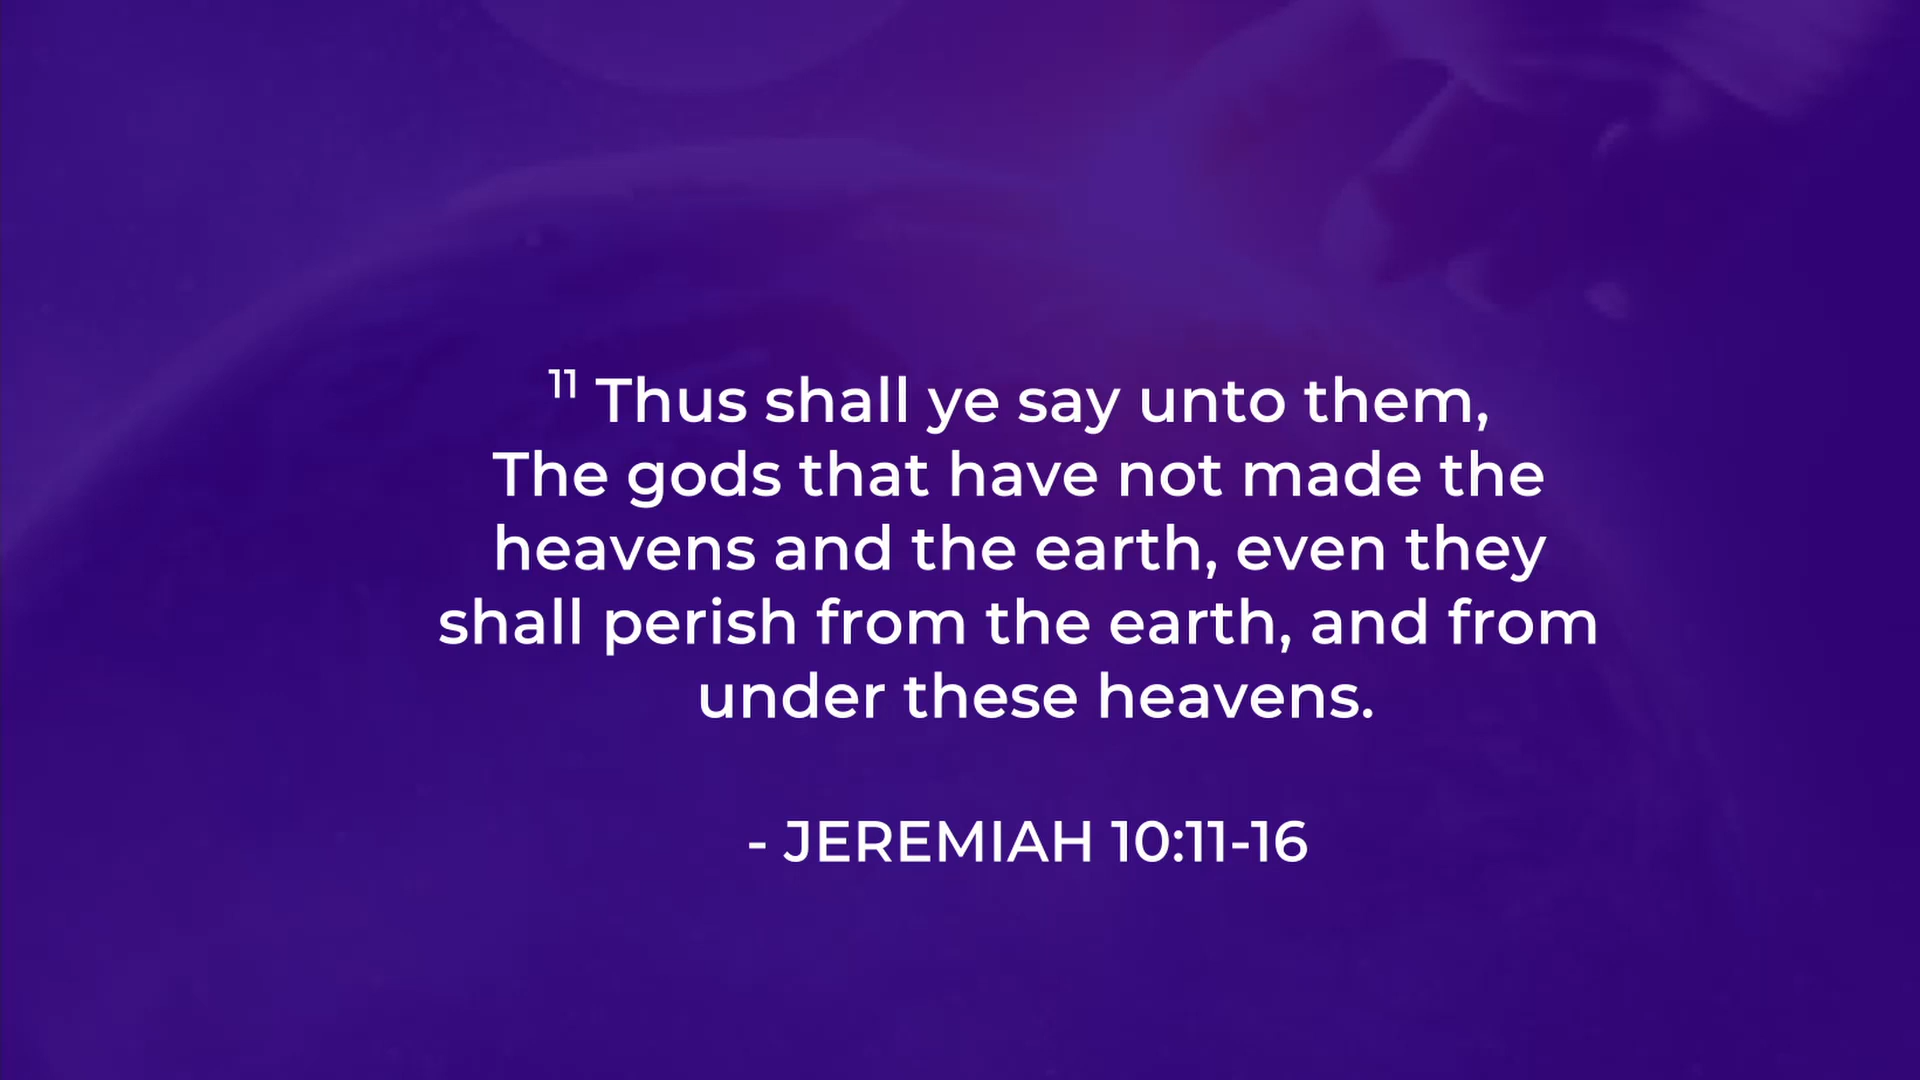 11 Thus shall ye say unto them,
The gods that have not made the
heavens and the earth, even they
shall perish from the earth, and from
under these heavens.
- JEREMIAH 10:11-16